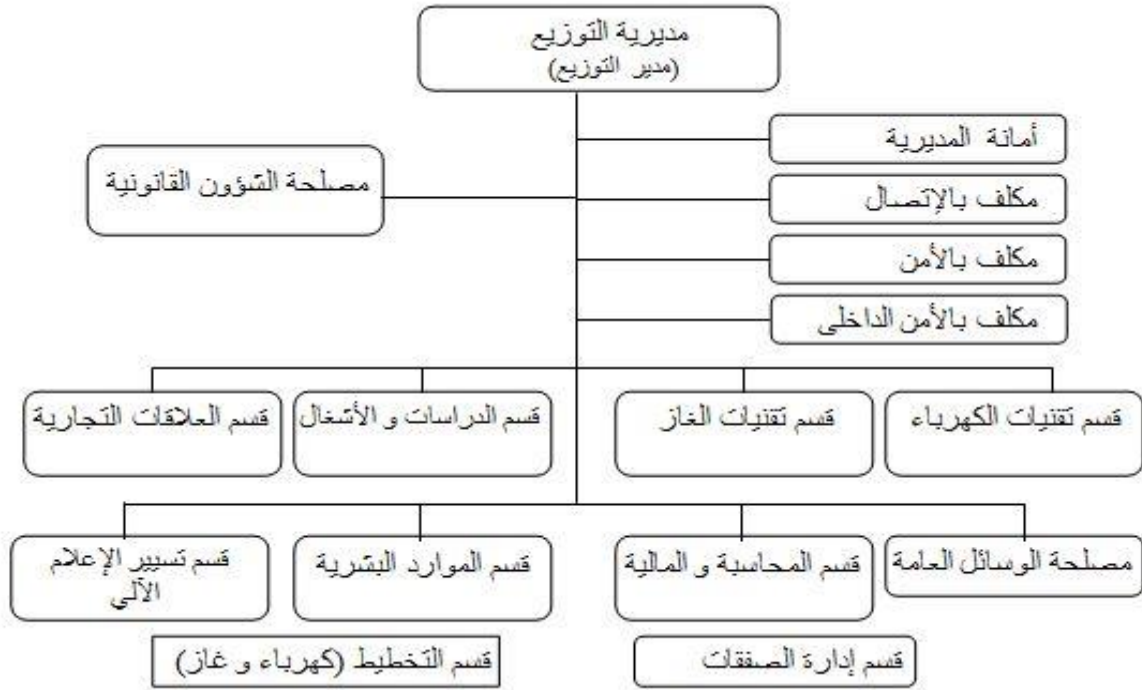 مديرية التوزيع
(مدير التوزيع)
أمانة المديرية
مصلحة الشؤون القانونية
مكلف بالإتصال
مكلف بالأمن
مكلف بالأمن الداخلى
قسم تقنيات الكهرباء
قسم تقنيات الغاز
قسم الدراسات و الأشغال
قسم العلاقات التجارية
مصلحة الوسائل العامة
قسم المحاسبة و المالية
قسم الموارد البشرية
قسم تسيير الإعلام
الآلي
قسم إدارة الصفقات
قسم التخطيط (كهرباء و غاز)